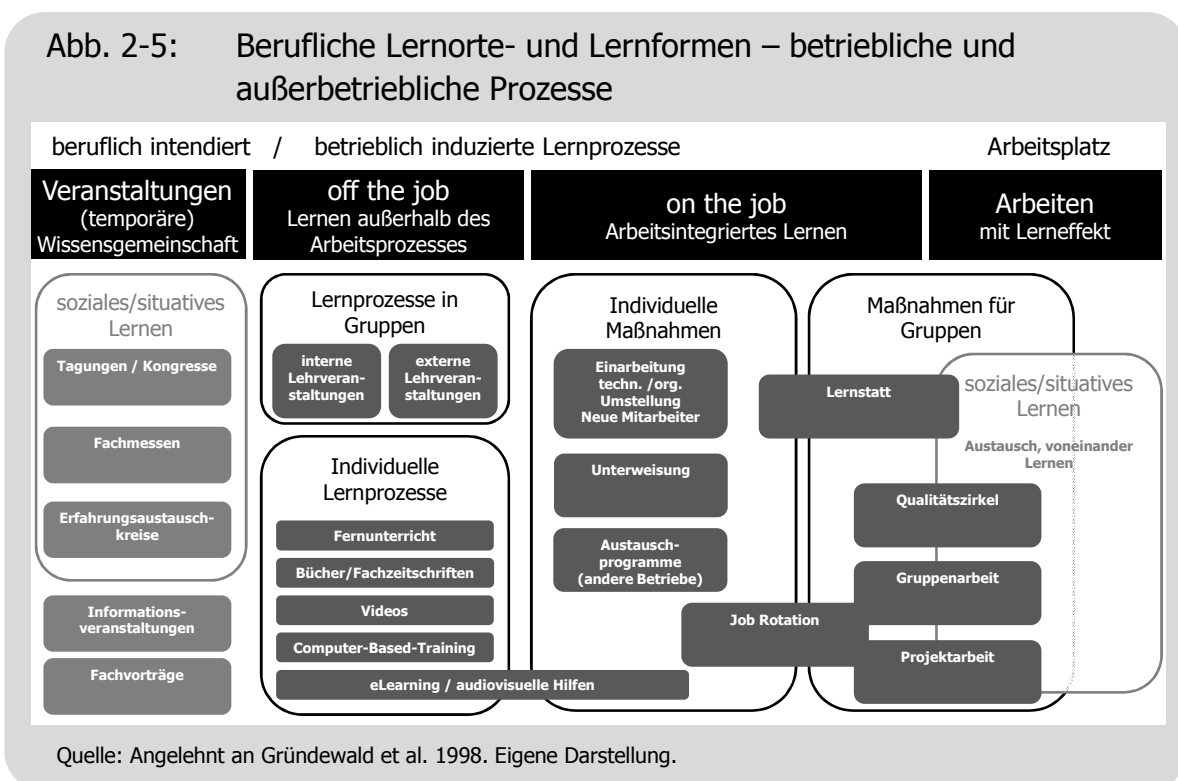 Abb. 2-5: Berufliche Lernorte- und Lernformen – betriebliche und
außerbetriebliche Prozesse
beruflich intendiert / betrieblich induzierte Lernprozesse
Arbeitsplatz
Veranstaltungen
(temporäre)
Wissensgemeinschaft
off the job
Lernen außerhalb des
Arbeitsprozesses
on the job
Arbeitsintegriertes Lernen
Arbeiten
mit Lerneffekt
soziales/situatives
Lernen
Tagungen / Kongresse
Fachmessen
Erfahrungsaustausch-
kreise
Informations-
veranstaltungen
Fachvorträge
Lernprozesse in
Gruppen
interne
Lehrveran-
staltungen
externe
Lehrveran-
staltungen
Individuelle
Lernprozesse
Fernunterricht
Bücher/Fachzeitschriften
Videos
Computer-Based-Training
eLearning / audiovisuelle Hilfen
Individuelle
Maßnahmen
Einarbeitung
techn. /org.
Umstellung
Neue Mitarbeiter
Unterweisung
Austausch-
programme
(andere Betriebe)
Job Rotation
Maßnahmen für
Gruppen
Lernstatt
soziales/situatives
Lernen
Austausch, voneinander
Lernen
Qualitätszirkel
Gruppenarbeit
Projektarbeit
Quelle: Angelehnt an Gründewald et al. 1998. Eigene Darstellung.